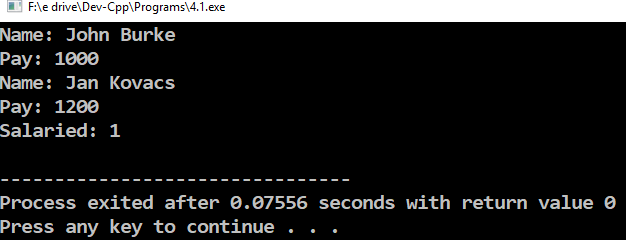 F:\e drive\Dev-Cpp\Programs\4.1.exe
Name: John Burke
Pay: 1000
Name: Jan Kovacs
Pay: 1200
Salaried: 1
--------------------------------
Process exited after 0.07556 seconds with return value 0
Press any key to continue . . .